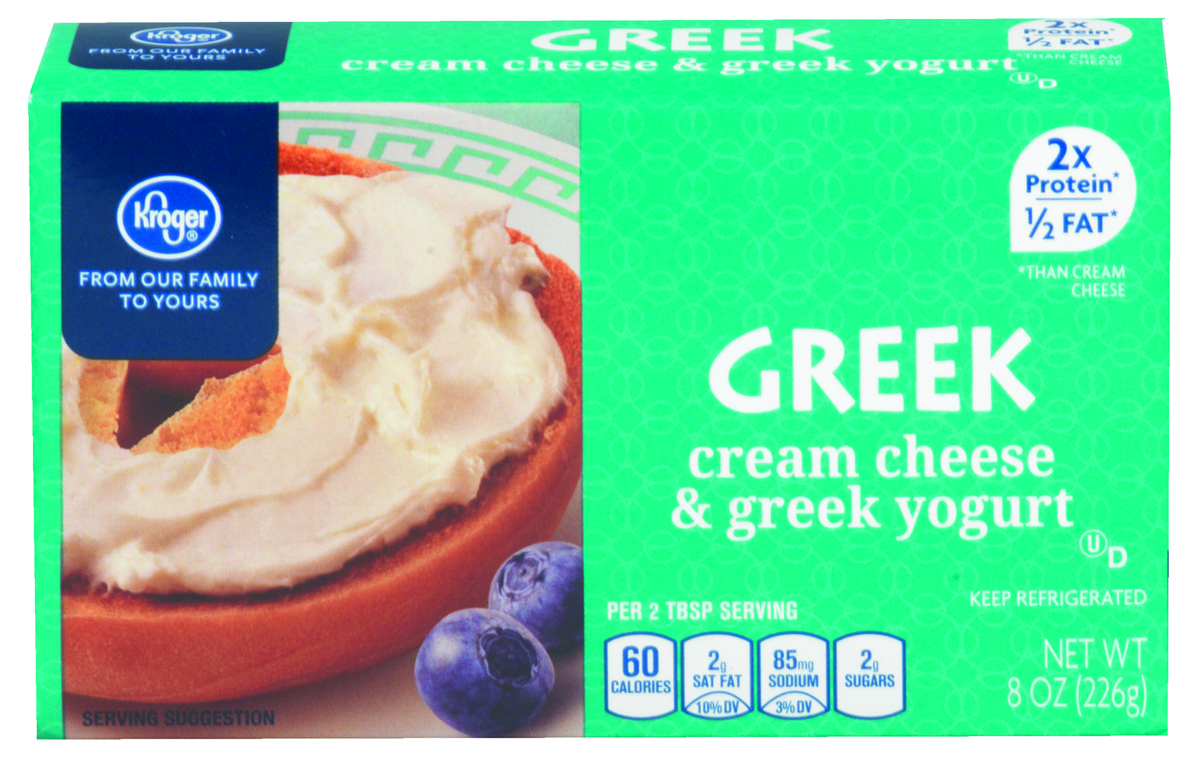 Kroger
FROM OUR FAMILY
TO YOURS
GREEK
cream cheese & greek yogurt
2x
Protein*
1/2 FAT*
*THAN CREAM
CHEESE
U D
Kroger®
FROM OUR FAMILY
TO YOURS
2x
Protein*
1/2 FAT*
*THAN CREAM
CHEESE
GREEK
cream cheese
& greek yogurt
U D
KEEP REFRIGERATED
PER 2 TBSP SERVING
60
CALORIES
2g
SAT FAT
10% DV
85mg
SODIUM
3% DV
2g
SUGARS
NET WT
8 OZ (226g)
SERVING SUGGESTION